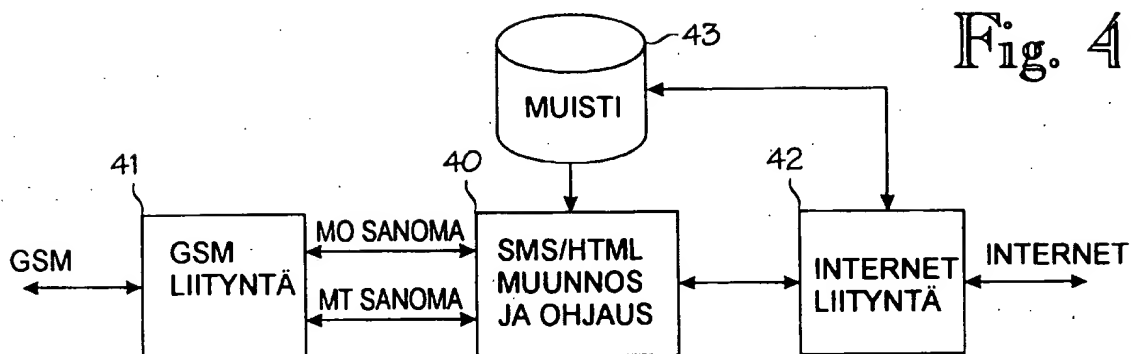 Fig. 4
43
MUISTI
41
40
42
GSM
GSM
LIITYNTÄ
MO SANOMA
MT SANOMA
SMS/HTML
MUUNNOS
JA OHJAUS
INTERNET
LIITYNTÄ
INTERNET